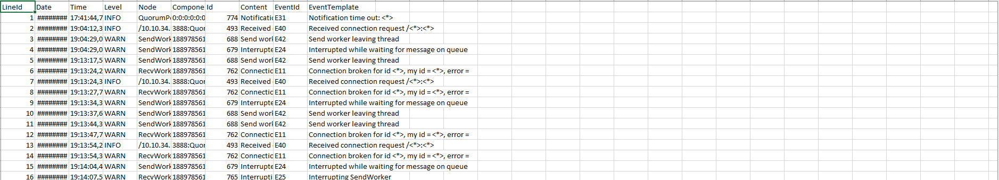 LineId Date Time Level Node Compone Id Content EventId EventTemplate
1 ######## 17:41:44,7 INFO QuorumPe 0:0:0:0:0:0 774 Notificatic E31 Notification time out: <*>
2 ######## 19:04:12,3 INFO /10.10.34. 3888:Quor 493 Received E40 Received connection request /<*>:<*>
3 ######## 19:04:29,0 WARN SendWork 188978561 688 Send worl E42 Send worker leaving thread
4 ######## 19:04:29,0 WARN SendWork 188978561 679 Interrupte E24 Interrupted while waiting for message on queue
5 ######## 19:13:17,5 WARN SendWork 188978561 688 Send worl E42 Send worker leaving thread
6 ######## 19:13:24,2 WARN RecvWork 188978561 762 Connectic E11 Connection broken for id <*>, my id = <*>, error =
7 ######## 19:13:24,3 INFO /10.10.34. 3888:Quor 493 Received E40 Received connection request /<*>:<*>
8 ######## 19:13:27,7 WARN RecvWork 188978561 762 Connectic E11 Connection broken for id <*>, my id = <*>, error =
9 ######## 19:13:34,3 WARN SendWork 188978561 679 Interrupte E24 Interrupted while waiting for message on queue
10 ######## 19:13:37,6 WARN SendWork 188978561 688 Send worl E42 Send worker leaving thread
11 ######## 19:13:44,3 WARN SendWork 188978561 688 Send worl E42 Send worker leaving thread
12 ######## 19:13:47,7 WARN RecvWork 188978561 762 Connectic E11 Connection broken for id <*>, my id = <*>, error =
13 ######## 19:13:54,2 INFO /10.10.34. 3888:Quor 493 Received E40 Received connection request /<*>:<*>
14 ######## 19:13:54,3 WARN RecvWork 188978561 762 Connectic E11 Connection broken for id <*>, my id = <*>, error =
15 ######## 19:14:04,4 WARN SendWork 188978561 679 Interrupte E24 Interrupted while waiting for message on queue
16 ######## 19:14:07,5 WARN RecvWork 188978561 765 Interrupti E25 Interrupting SendWorker